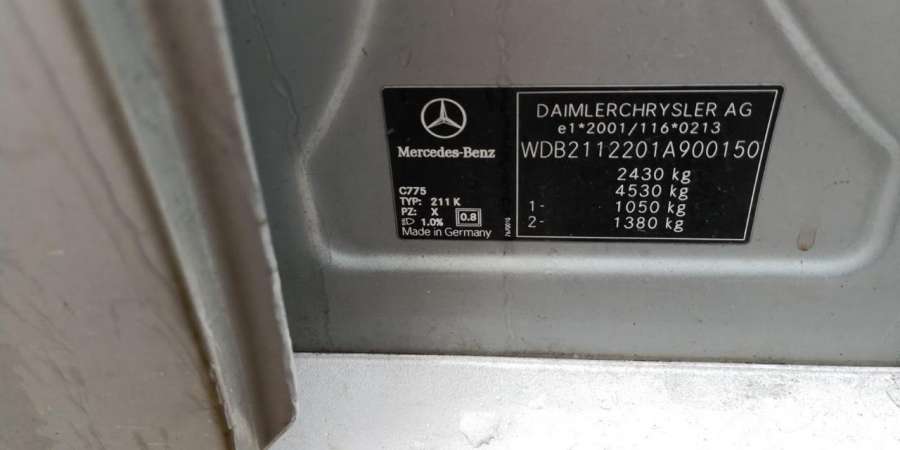 Mercedes-Benz
C775
TYP: 211 K
PZ: X
1.0% 0.8
Made in Germany
DAIMLERCHRYSLER AG
e1*2001/116*0213
WDB2112201A900150
2430 kg
4530 kg
1- 1050 kg
2- 1380 kg